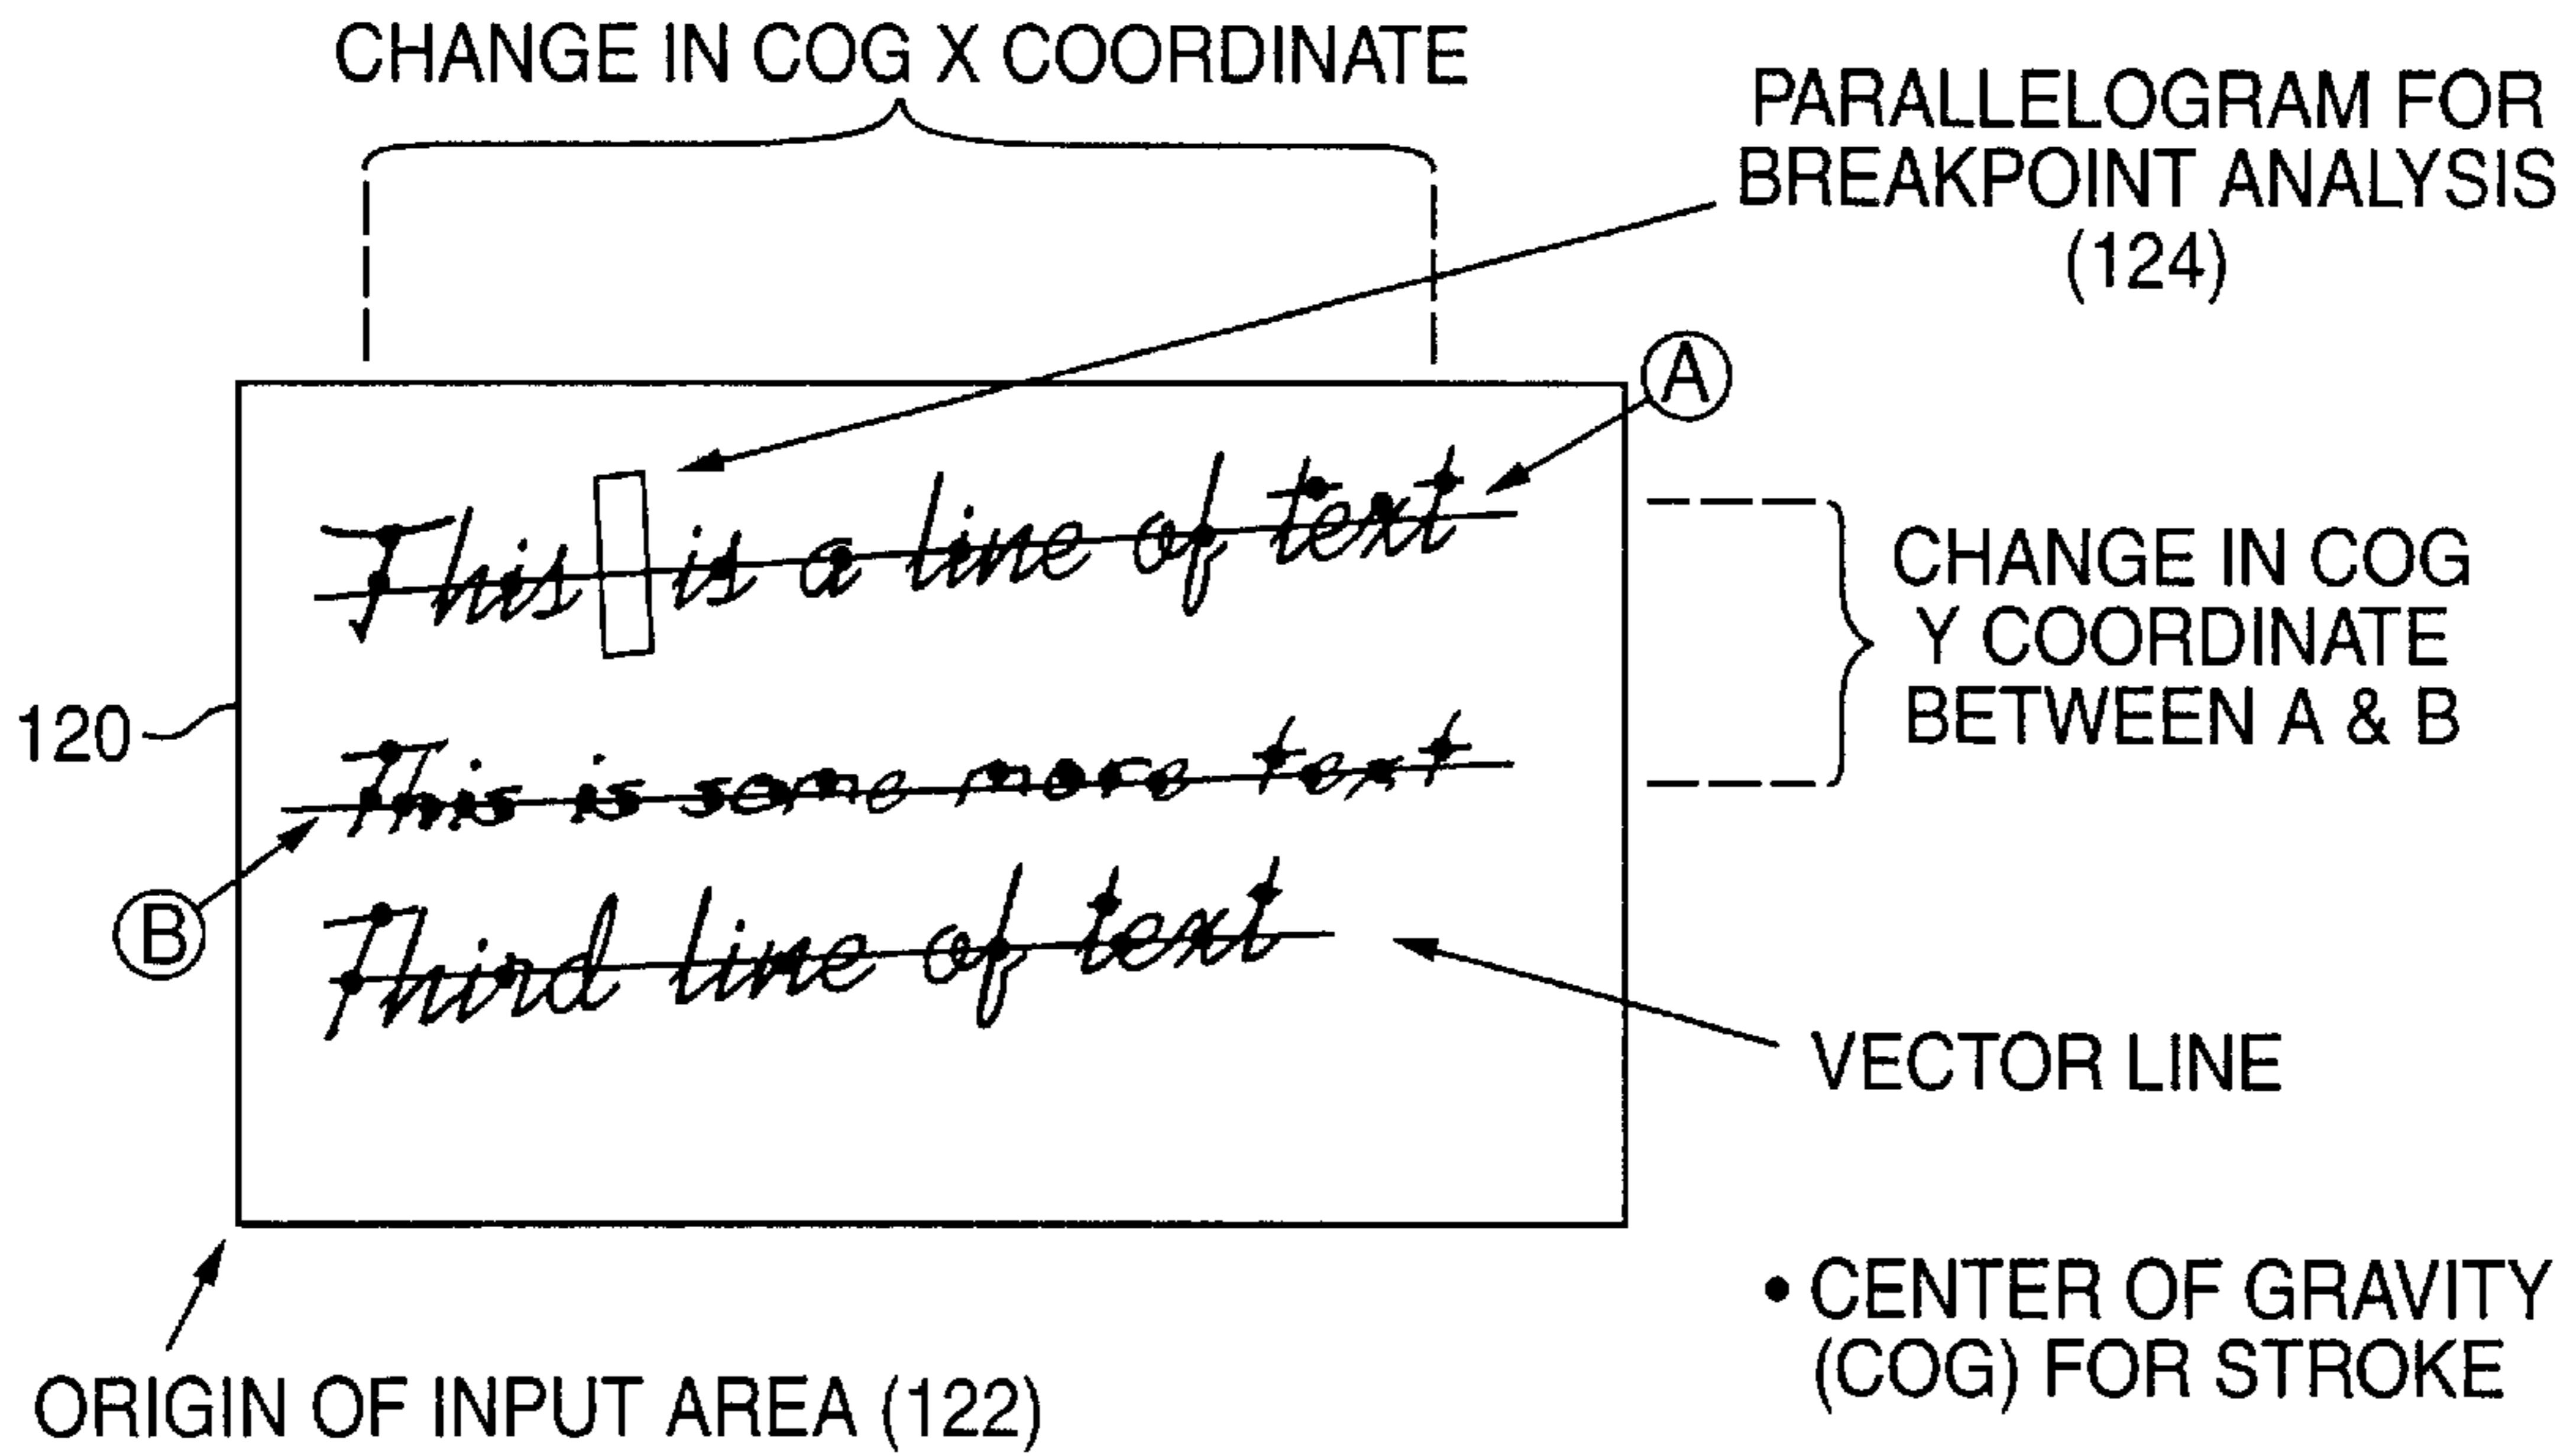 CHANGE IN COG X COORDINATE
PARALLELOGRAM FOR
BREAKPOINT ANALYSIS
(124)
A
This is a line of text
CHANGE IN COG
Y COORDINATE
BETWEEN A & B
120
This is some more text
B
Third line of text
VECTOR LINE
• CENTER OF GRAVITY
(COG) FOR STROKE
ORIGIN OF INPUT AREA (122)